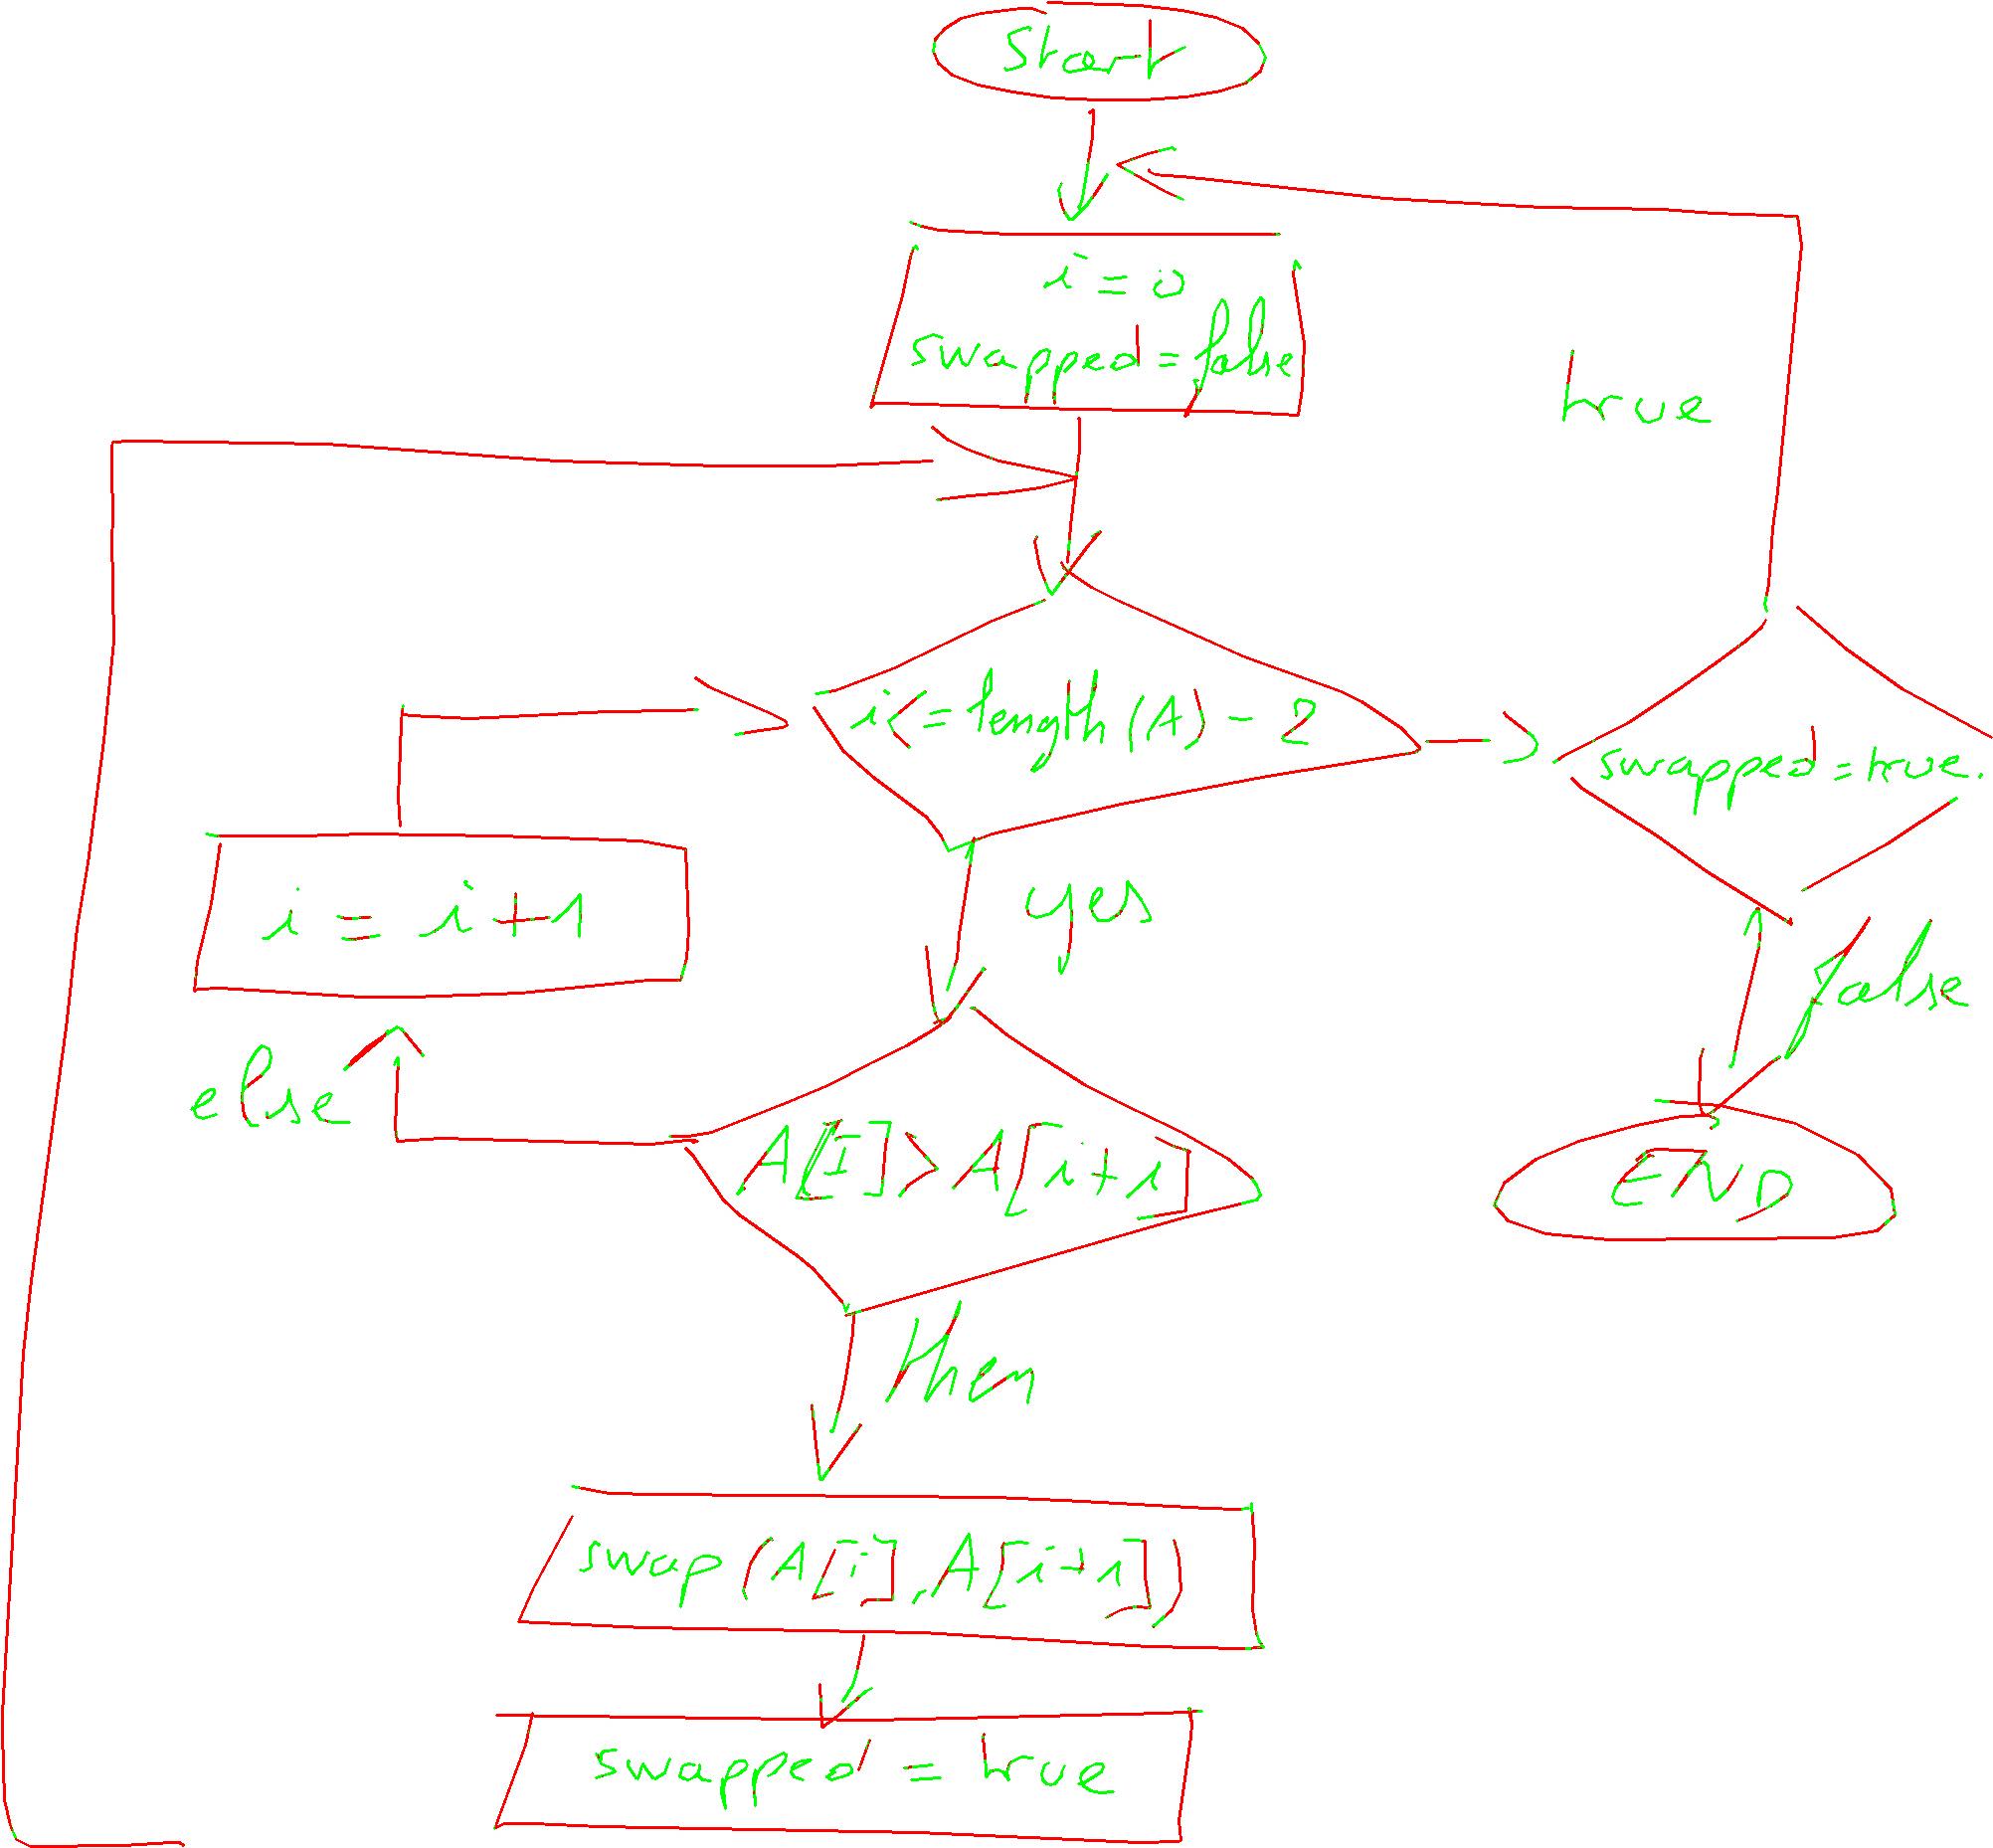 Start
i = 0
swapped = false
true
i <= length (A) - 2
swapped = true.
i = i + 1
yes
false
else
A[I] > A[i+1]
END
then
swap (A[i], A[i+1])
swapped = true